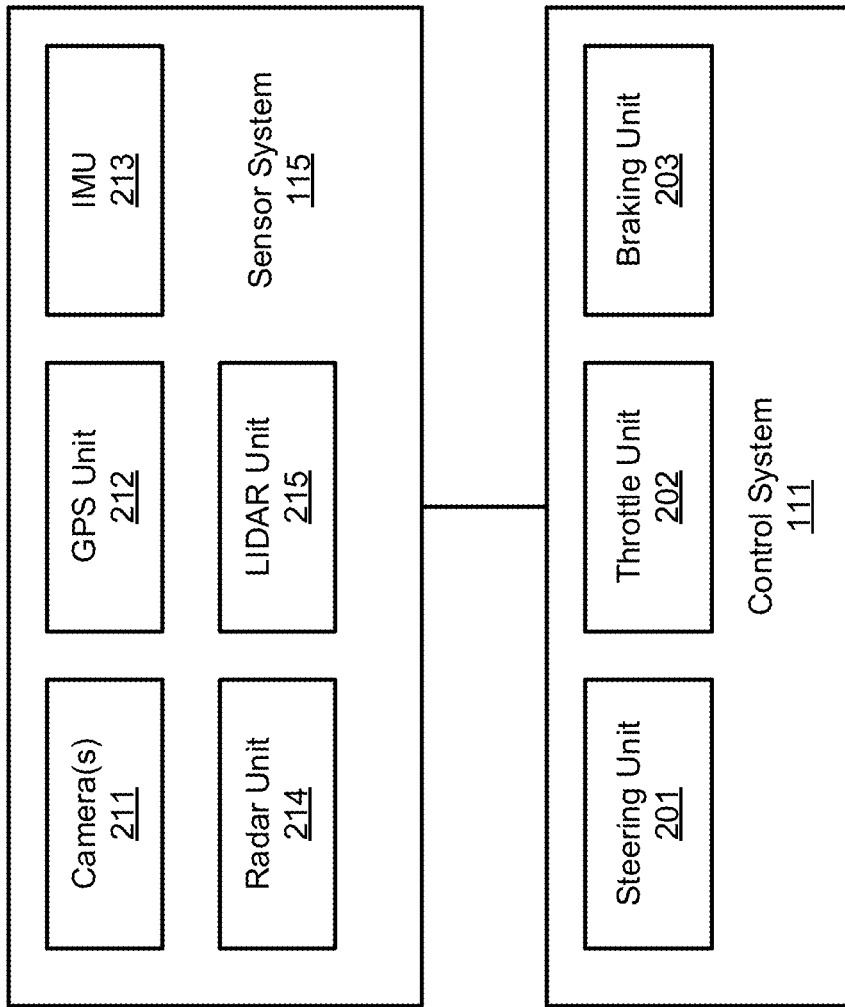 Camera(s)
211
GPS Unit
212
IMU
213
Radar Unit
214
LIDAR Unit
215
Sensor System
115
Steering Unit
201
Throttle Unit
202
Braking Unit
203
Control System
111